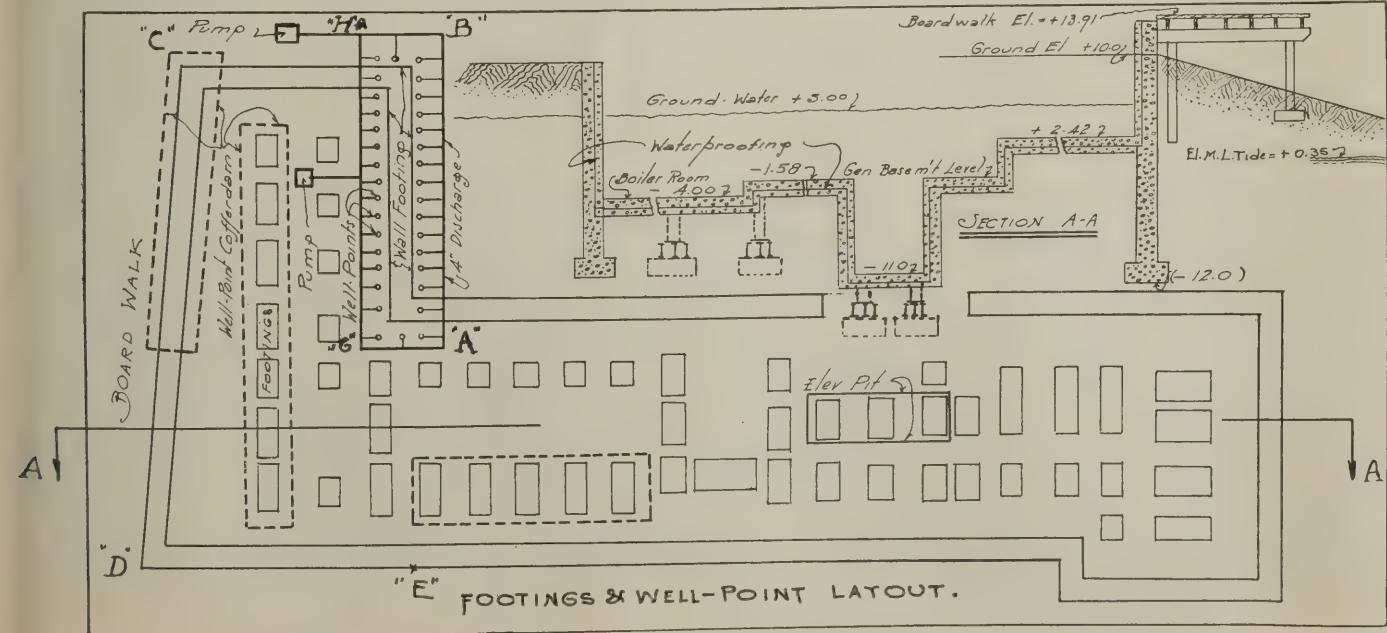 "C"
Pump
"H"
"B"
Boardwalk El. = +13.91
Ground El +10.0
Ground-Water +5.00
Waterproofing
+2.42
El. M.L. Tide = +0.35
Boiler Room
-4.00
-1.58
Gen Basem't Level
SECTION A-A
-11.0
(-12.0)
Well-Point Cofferdam
Pump
Well-Points
Wall Footing
4" Discharge
BOARD WALK
FOOTINGS
"G"
"A"
Elev Pit
A
A
"D"
"E"
FOOTINGS & WELL-POINT LAYOUT.